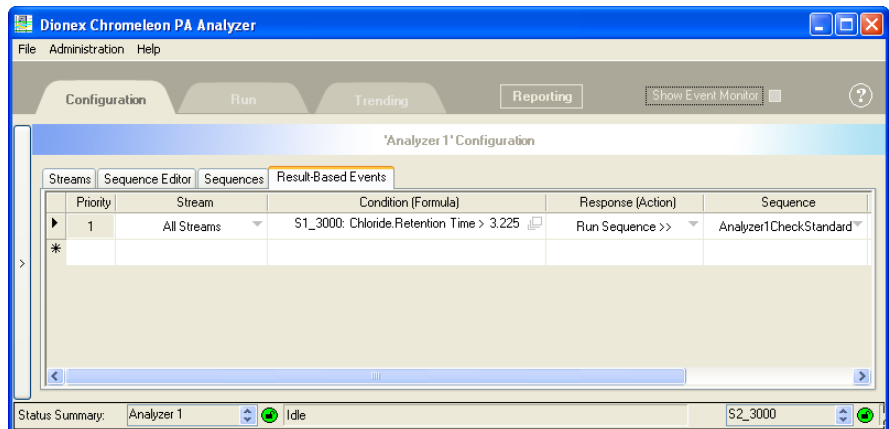 Dionex Chromeleon PA Analyzer
File Administration Help
Configuration Run Trending Reporting Show Event Monitor ?
'Analyzer 1' Configuration
Streams Sequence Editor Sequences Result-Based Events
Priority Stream Condition (Formula) Response (Action) Sequence
1 All Streams S1_3000: Chloride.Retention Time > 3.225 Run Sequence >> Analyzer1CheckStandard
Status Summary: Analyzer 1 Idle S2_3000